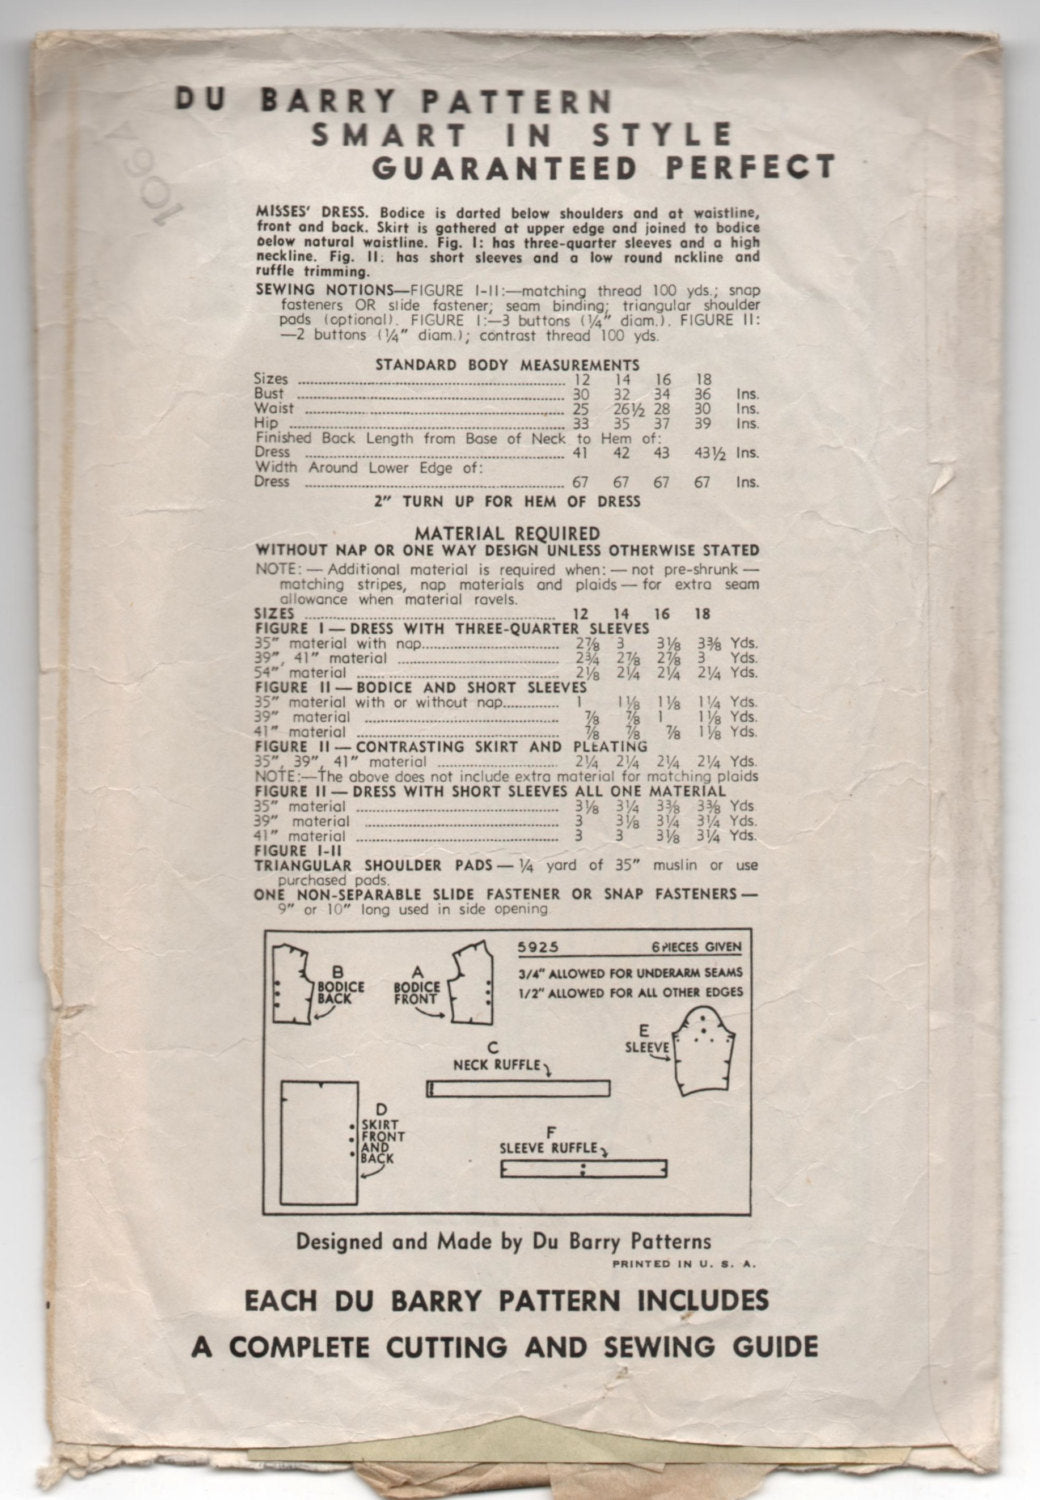 DU BARRY PATTERN
SMART IN STYLE
GUARANTEED PERFECT
106 A
MISSES' DRESS. Bodice is darted below shoulders and at waistline,
front and back. Skirt is gathered at upper edge and joined to bodice
below natural waistline. Fig. I: has three-quarter sleeves and a high
neckline. Fig. II: has short sleeves and a low round nckline and
ruffle trimming.
SEWING NOTIONS—FIGURE I-II:—matching thread 100 yds.; snap
fasteners OR slide fastener; seam binding; triangular shoulder
pads (optional). FIGURE I:—3 buttons (¼" diam.). FIGURE II:
—2 buttons (¼" diam.); contrast thread 100 yds.
STANDARD BODY MEASUREMENTS
Sizes 12 14 16 18
Bust 30 32 34 36 Ins.
Waist 25 26½ 28 30 Ins.
Hip 33 35 37 39 Ins.
Finished Back Length from Base of Neck to Hem of:
Dress 41 42 43 43½ Ins.
Width Around Lower Edge of:
Dress 67 67 67 67 Ins.
2" TURN UP FOR HEM OF DRESS
MATERIAL REQUIRED
WITHOUT NAP OR ONE WAY DESIGN UNLESS OTHERWISE STATED
NOTE: — Additional material is required when: — not pre-shrunk —
matching stripes, nap materials and plaids — for extra seam
allowance when material ravels.
SIZES 12 14 16 18
FIGURE I — DRESS WITH THREE-QUARTER SLEEVES
35" material with nap 2⅞ 3 3⅛ 3⅜ Yds.
39", 41" material 2¾ 2⅞ 2⅞ 3 Yds.
54" material 2⅛ 2¼ 2¼ 2¼ Yds.
FIGURE II — BODICE AND SHORT SLEEVES
35" material with or without nap 1 1⅛ 1⅛ 1¼ Yds.
39" material ⅞ ⅞ 1 1⅛ Yds.
41" material ⅞ ⅞ ⅞ 1⅛ Yds.
FIGURE II — CONTRASTING SKIRT AND PLEATING
35", 39", 41" material 2¼ 2¼ 2¼ 2¼ Yds.
NOTE:—The above does not include extra material for matching plaids
FIGURE II — DRESS WITH SHORT SLEEVES ALL ONE MATERIAL
35" material 3⅛ 3¼ 3⅜ 3⅜ Yds
39" material 3 3⅛ 3¼ 3¼ Yds.
41" material 3 3 3⅛ 3¼ Yds.
FIGURE I-II
TRIANGULAR SHOULDER PADS — ¼ yard of 35" muslin or use
purchased pads.
ONE NON-SEPARABLE SLIDE FASTENER OR SNAP FASTENERS —
9" or 10" long used in side opening
5925 6 PIECES GIVEN
3/4" ALLOWED FOR UNDERARM SEAMS
1/2" ALLOWED FOR ALL OTHER EDGES
B
BODICE
BACK
A
BODICE
FRONT
E
SLEEVE
C
NECK RUFFLE
D
SKIRT
FRONT
AND
BACK
F
SLEEVE RUFFLE
Designed and Made by Du Barry Patterns
PRINTED IN U. S. A.
EACH DU BARRY PATTERN INCLUDES
A COMPLETE CUTTING AND SEWING GUIDE